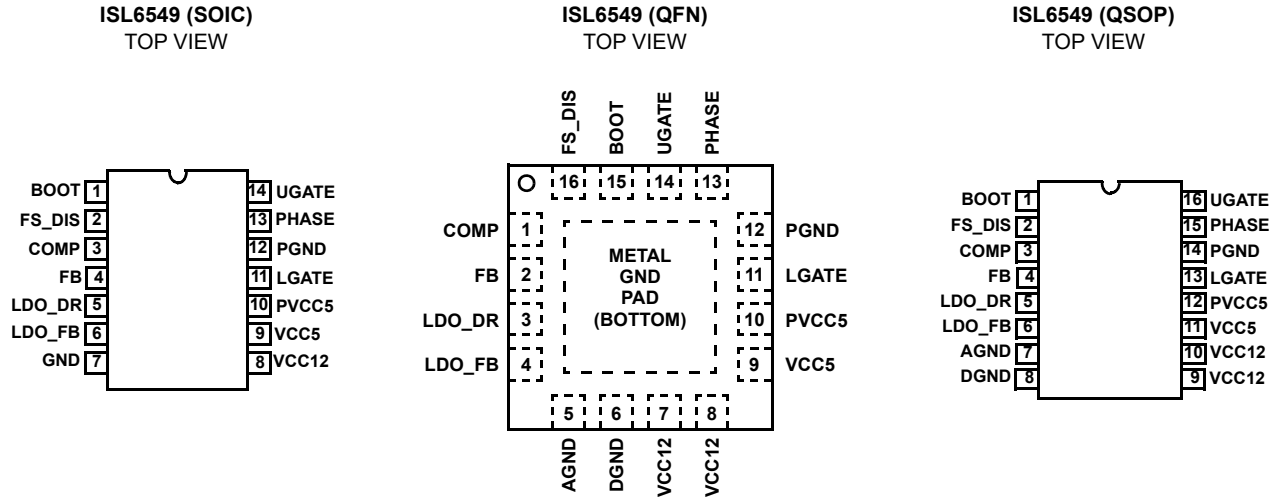 ISL6549 (SOIC)
TOP VIEW
BOOT 1
FS_DIS 2
COMP 3
FB 4
LDO_DR 5
LDO_FB 6
GND 7
14 UGATE
13 PHASE
12 PGND
11 LGATE
10 PVCC5
9 VCC5
8 VCC12
ISL6549 (QFN)
TOP VIEW
FS_DIS
BOOT
UGATE
PHASE
16 15 14 13
COMP 1
FB 2
LDO_DR 3
LDO_FB 4
METAL
GND
PAD
(BOTTOM)
12 PGND
11 LGATE
10 PVCC5
9 VCC5
5 6 7 8
AGND
DGND
VCC12
VCC12
ISL6549 (QSOP)
TOP VIEW
BOOT 1
FS_DIS 2
COMP 3
FB 4
LDO_DR 5
LDO_FB 6
AGND 7
DGND 8
16 UGATE
15 PHASE
14 PGND
13 LGATE
12 PVCC5
11 VCC5
10 VCC12
9 VCC12